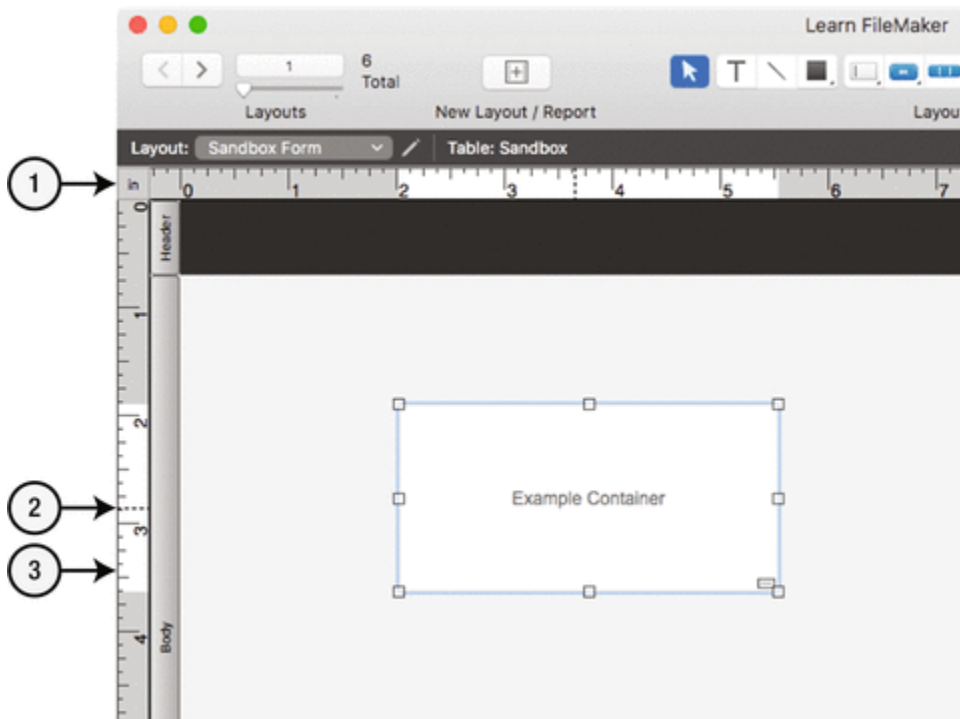 Learn FileMaker
1
6
Total
Layouts
New Layout / Report
T
Layou
Layout: Sandbox Form
Table: Sandbox
1
in
0 1 2 3 4 5 6 7
0
Header
1
2
Example Container
2
3
3
Body
4